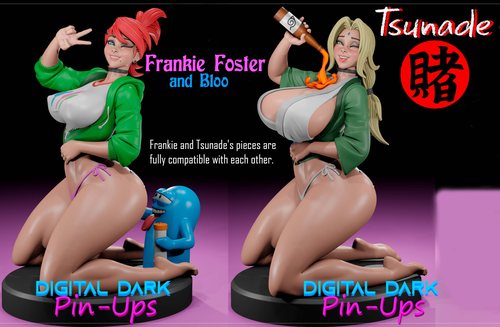 Frankie Foster
and Bloo
Tsunade
賭
Frankie and Tsunade's pieces are
fully compatible with each other.
DIGITAL DARK
Pin-Ups
DIGITAL DARK
Pin-Ups